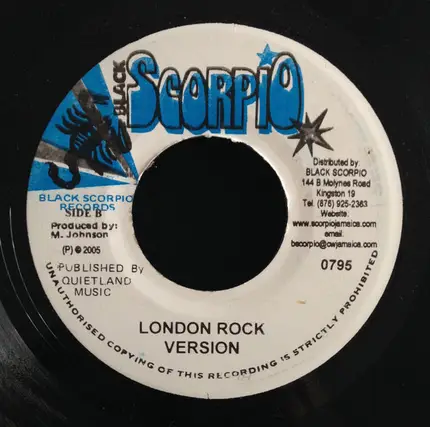 BLACK
SCORPIO
BLACK SCORPIO
RECORDS
SIDE B
Produced by:
M. Johnson
(P) © 2005
PUBLISHED By
QUIETLAND
MUSIC
Distributed by:
BLACK SCORPIO
144 B Molynes Road
Kingston 19
Tel (876) 925-2363
Website.
www.scorpiojamaica.com
email.
bscorpio@cwjamaica.com
0795
LONDON ROCK
VERSION
UNAUTHORISED COPYING OF THIS RECORDING IS STRICTLY PROHIBITED